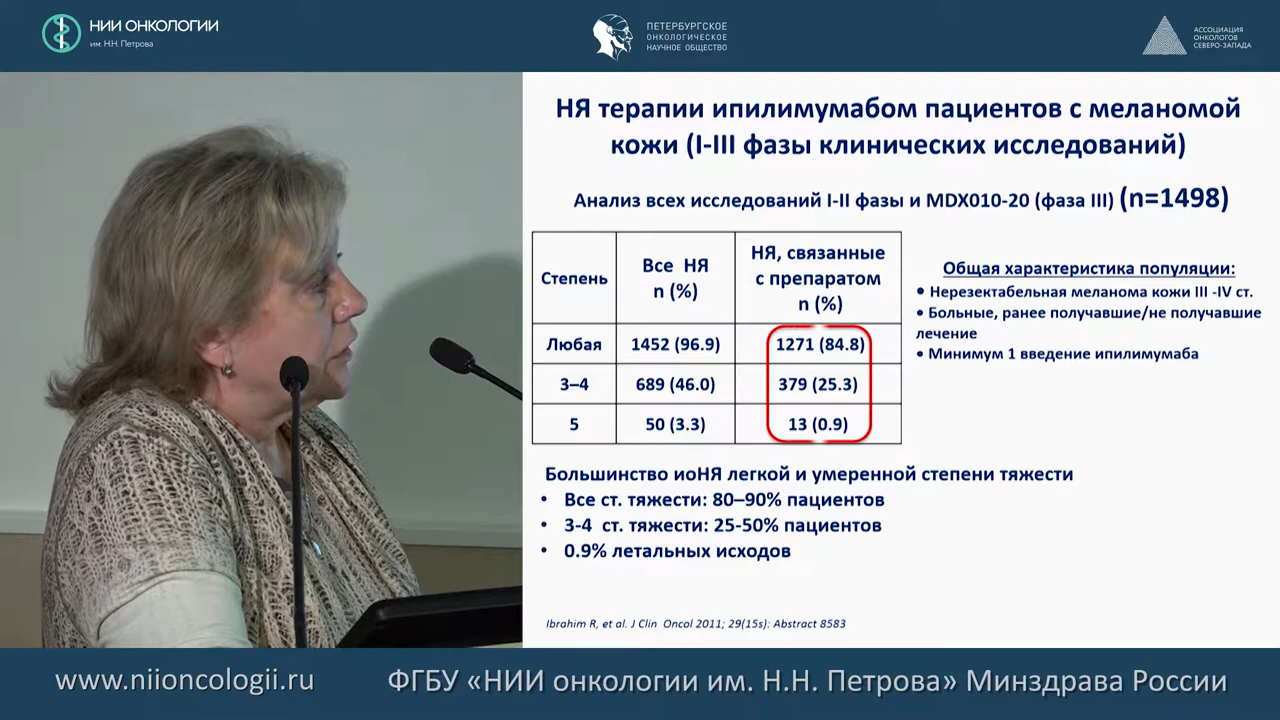 НИИ ОНКОЛОГИИ
им. Н.Н. Петрова
ПЕТЕРБУРГСКОЕ
ОНКОЛОГИЧЕСКОЕ
НАУЧНОЕ ОБЩЕСТВО
АССОЦИАЦИЯ
ОНКОЛОГОВ
СЕВЕРО-ЗАПАДА
НЯ терапии ипилимумабом пациентов с меланомой
кожи (I-III фазы клинических исследований)
Анализ всех исследований I-II фазы и MDX010-20 (фаза III) (n=1498)
Степень
Все НЯ
n (%)
НЯ, связанные
с препаратом
n (%)
Любая 1452 (96.9) 1271 (84.8)
3–4 689 (46.0) 379 (25.3)
5 50 (3.3) 13 (0.9)
Общая характеристика популяции:
• Нерезектабельная меланома кожи III -IV ст.
• Больные, ранее получавшие/не получавшие
лечение
• Минимум 1 введение ипилимумаба
Большинство иоНЯ легкой и умеренной степени тяжести
• Все ст. тяжести: 80–90% пациентов
• 3-4 ст. тяжести: 25-50% пациентов
• 0.9% летальных исходов
Ibrahim R, et al. J Clin Oncol 2011; 29(15s): Abstract 8583
www.niioncologii.ru
ФГБУ «НИИ онкологии им. Н.Н. Петрова» Минздрава России